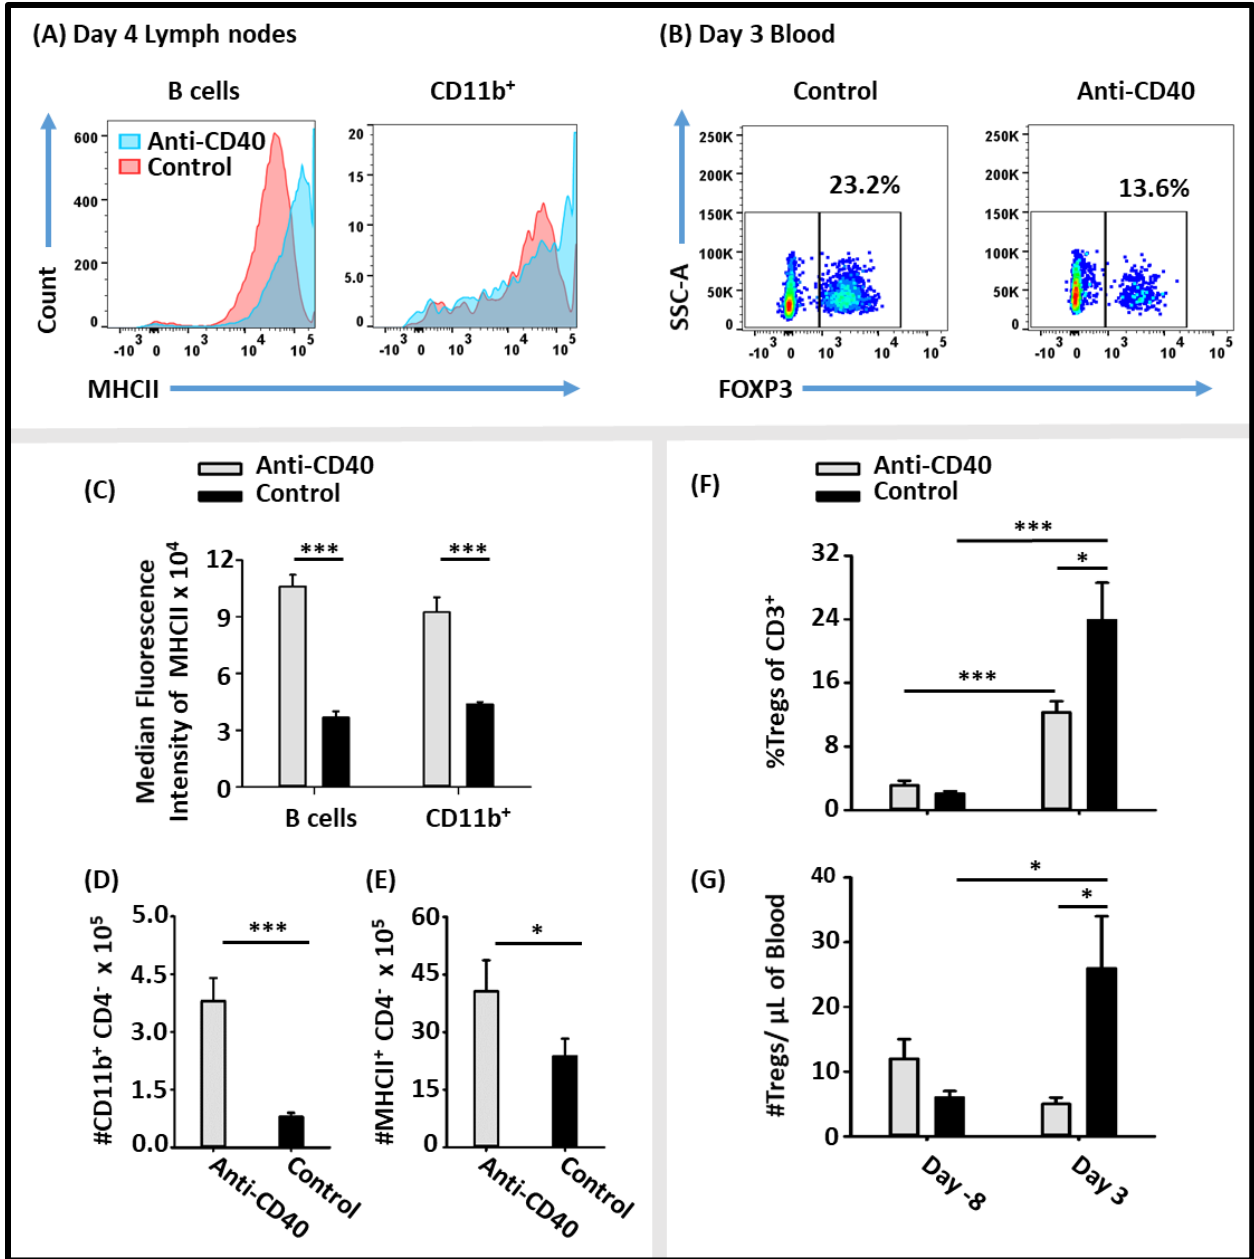 (A) Day 4 Lymph nodes
B cells
CD11b⁺
Anti-CD40
Control
600
400
200
0
20
15
10
5.0
0
-10³ 0 10³ 10⁴ 10⁵
-10³ 0 10³ 10⁴ 10⁵
Count
MHCII
(B) Day 3 Blood
Control
Anti-CD40
250K
200K
150K
100K
50K
0
23.2%
250K
200K
150K
100K
50K
0
13.6%
-10³ 0 10³ 10⁴ 10⁵
-10³ 0 10³ 10⁴ 10⁵
SSC-A
FOXP3
(C)
Anti-CD40
Control
Median Fluorescence
Intensity of MHCII x 10⁴
12
9
6
3
0
***
***
B cells
CD11b⁺
(D)
#CD11b⁺ CD4⁻ x 10⁵
5.0
4.5
3.0
1.5
0.0
***
Anti-CD40
Control
(E)
#MHCII⁺ CD4⁻ x 10⁵
60
45
30
15
0
*
Anti-CD40
Control
(F)
Anti-CD40
Control
%Tregs of CD3⁺
32
24
16
8
0
***
*
***
(G)
#Tregs/ μL of Blood
40
30
20
10
0
*
*
Day -8
Day 3